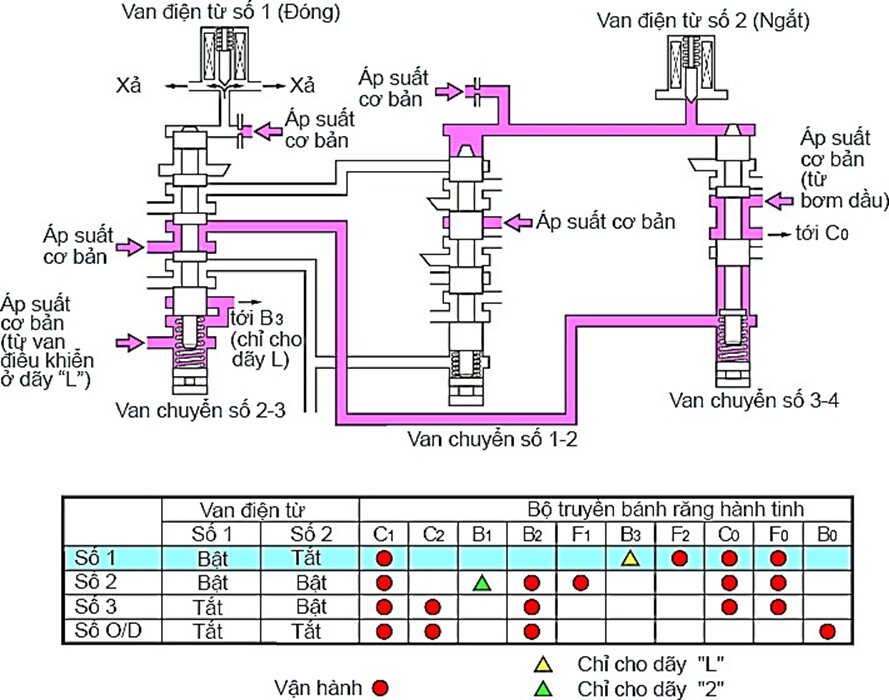 Van điện từ số 1 (Đóng)
Van điện từ số 2 (Ngắt)
Xả
Xả
Áp suất
cơ bản
Áp suất
cơ bản
Áp suất
cơ bản
(từ
bơm dầu)
Áp suất cơ bản
tới C0
Áp suất
cơ bản
Áp suất
cơ bản
(từ van
điều khiển
ở dãy "L")
tới B3
(chỉ cho
dãy L)
Van chuyển số 2-3
Van chuyển số 1-2
Van chuyển số 3-4
Van điện từ Bộ truyền bánh răng hành tinh
Số 1 Số 2 C1 C2 B1 B2 F1 B3 F2 C0 F0 B0
Số 1 Bật Tắt
Số 2 Bật Bật
Số 3 Tắt Bật
Số O/D Tắt Tắt
Chỉ cho dãy "L"
Vận hành
Chỉ cho dãy "2"